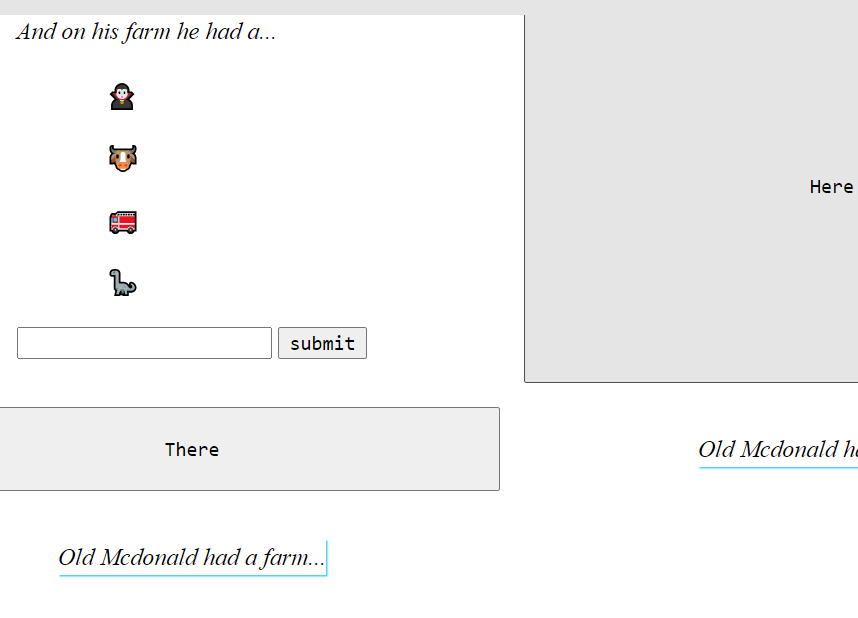 And on his farm he had a...
Here
submit
There
Old Mcdonald
Old Mcdonald had a farm...